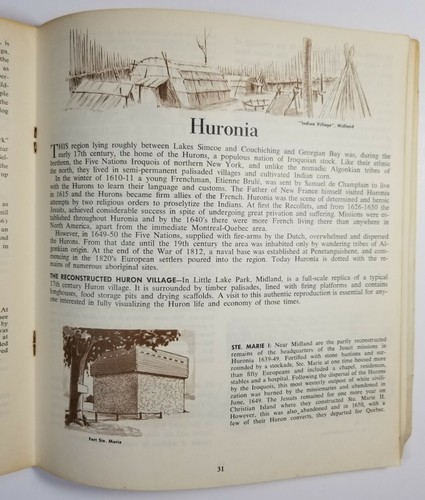 "Indian Village", Midland
Huronia
THIS region lying roughly between Lakes Simcoe and Couchiching and Georgian Bay was, during the
early 17th century, the home of the Hurons, a populous nation of Iroquoian stock. Like their ethnic
brethren, the Five Nations Iroquois of northern New York, and unlike the nomadic Algonkian tribes of
the north, they lived in semi-permanent palisaded villages and cultivated Indian corn.
In the winter of 1610-11 a young Frenchman, Etienne Brulé, was sent by Samuel de Champlain to live
with the Hurons to learn their language and customs. The Father of New France himself visited Huronia
in 1615 and the Hurons became firm allies of the French. Huronia was the scene of determined and heroic
attempts by two religious orders to proselytize the Indians. At first the Recollets, and from 1626-1650 the
Jesuits, achieved considerable success in spite of undergoing great privation and suffering. Missions were es-
tablished throughout Huronia and by the 1640's there were more French living there than anywhere in
North America, apart from the immediate Montreal-Quebec area.
However, in 1649-50 the Five Nations, supplied with fire-arms by the Dutch, overwhelmed and dispersed
the Hurons. From that date until the 19th century the area was inhabited only by wandering tribes of Al-
gonkian origin. At the end of the War of 1812, a naval base was established at Penetanguishene, and com-
mencing in the 1820's European settlers poured into the region. Today Huronia is dotted with the re-
mains of numerous aboriginal sites.
THE RECONSTRUCTED HURON VILLAGE—In Little Lake Park, Midland, is a full-scale replica of a typical
17th century Huron village. It is surrounded by timber palisades, lined with firing platforms and contains
longhouses, food storage pits and drying scaffolds. A visit to this authentic reproduction is essential for any-
one interested in fully visualizing the Huron life and economy of those times.
STE. MARIE I: Near Midland are the partly reconstructed
remains of the headquarters of the Jesuit missions in
Huronia 1639-49. Fortified with stone bastions and sur-
rounded by a stockade, Ste. Marie at one time housed more
than fifty Europeans and included a chapel, residences,
stables and a hospital. Following the dispersal of the Hurons
by the Iroquois, this most westerly outpost of white civili-
zation was burned by the missionaries and abandoned in
June, 1649. The Jesuits remained for one more year on
Christian Island where they constructed Ste. Marie II.
However, this was also abandoned and in 1650, with a
few of their Huron converts, they departed for Quebec.
Fort Ste. Marie
31